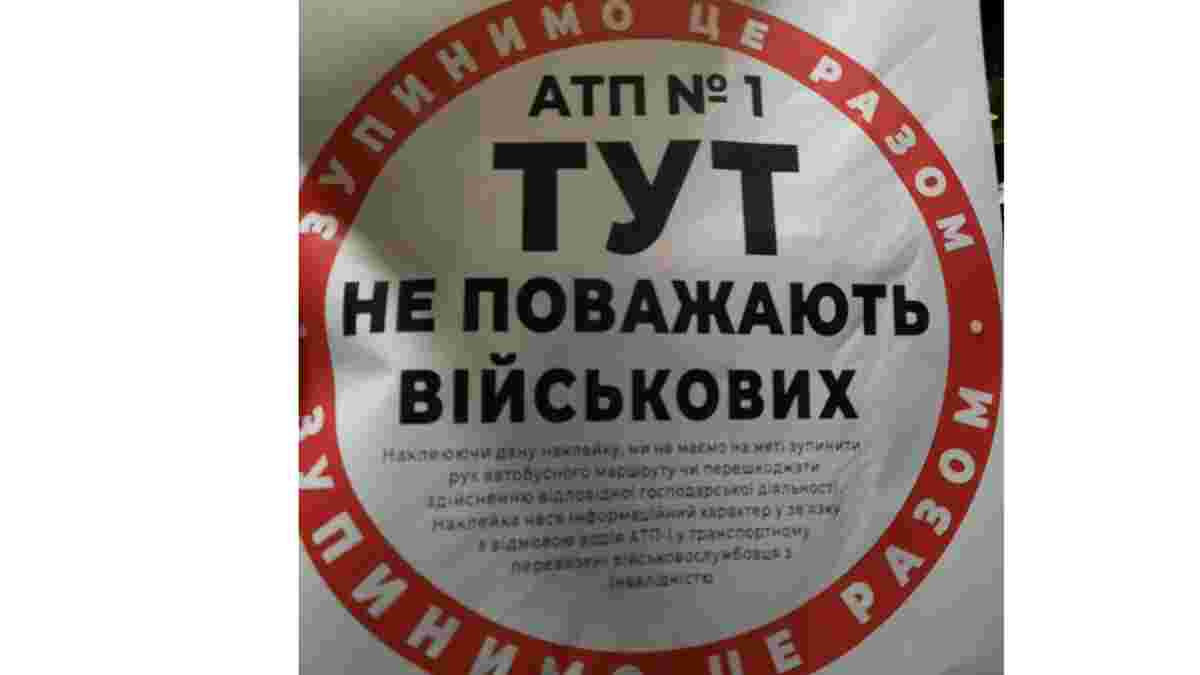 ЗУПИНИМО ЦЕ РАЗОМ
АТП № 1
ТУТ
НЕ ПОВАЖАЮТЬ
ВІЙСЬКОВИХ
Наклеюючи дану наклейку, ми не маємо на меті зупинити
рух автобусного маршруту чи перешкоджати
здійсненню відповідної господарської діяльності.
Наклейка несе інформаційний характер у зв'язку
з відмовою водія АТП-1 у транспортному
перевезені військовослужбовця з
інвалідністю
ЗУПИНИМО ЦЕ РАЗОМ